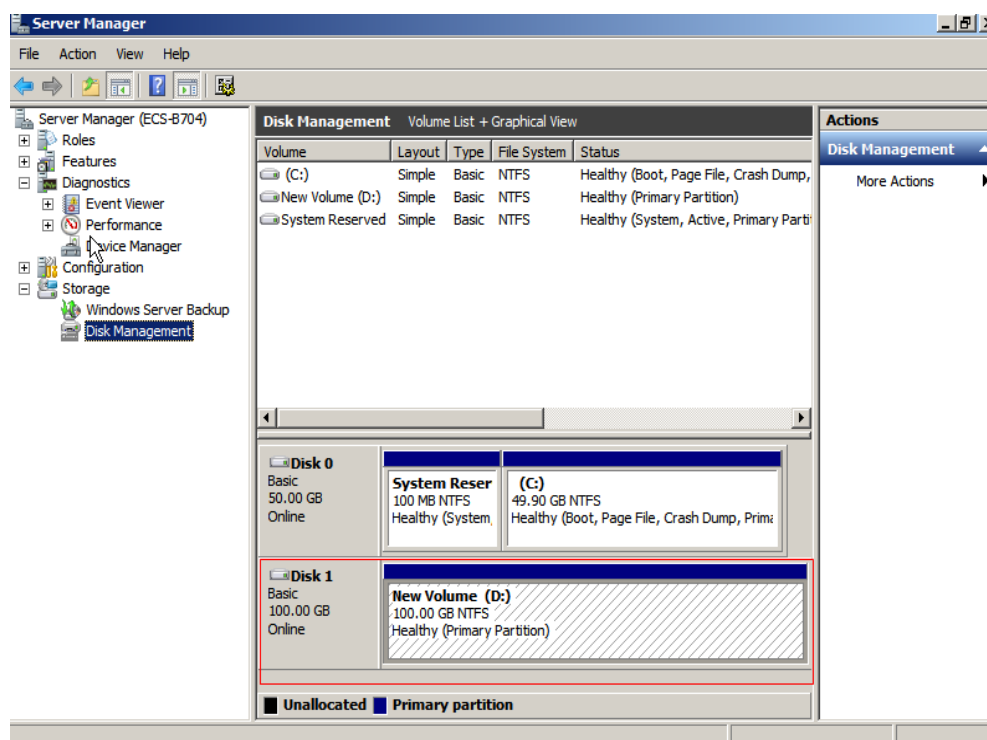 Server Manager
File Action View Help
Server Manager (ECS-B704)
Roles
Features
Diagnostics
Event Viewer
Performance
Device Manager
Configuration
Storage
Windows Server Backup
Disk Management
Disk Management Volume List + Graphical View
Volume Layout Type File System Status
(C:) Simple Basic NTFS Healthy (Boot, Page File, Crash Dump,
New Volume (D:) Simple Basic NTFS Healthy (Primary Partition)
System Reserved Simple Basic NTFS Healthy (System, Active, Primary Parti
Disk 0
Basic
50.00 GB
Online
System Reser
100 MB NTFS
Healthy (System,
(C:)
49.90 GB NTFS
Healthy (Boot, Page File, Crash Dump, Prima
Disk 1
Basic
100.00 GB
Online
New Volume (D:)
100.00 GB NTFS
Healthy (Primary Partition)
Unallocated Primary partition
Actions
Disk Management
More Actions